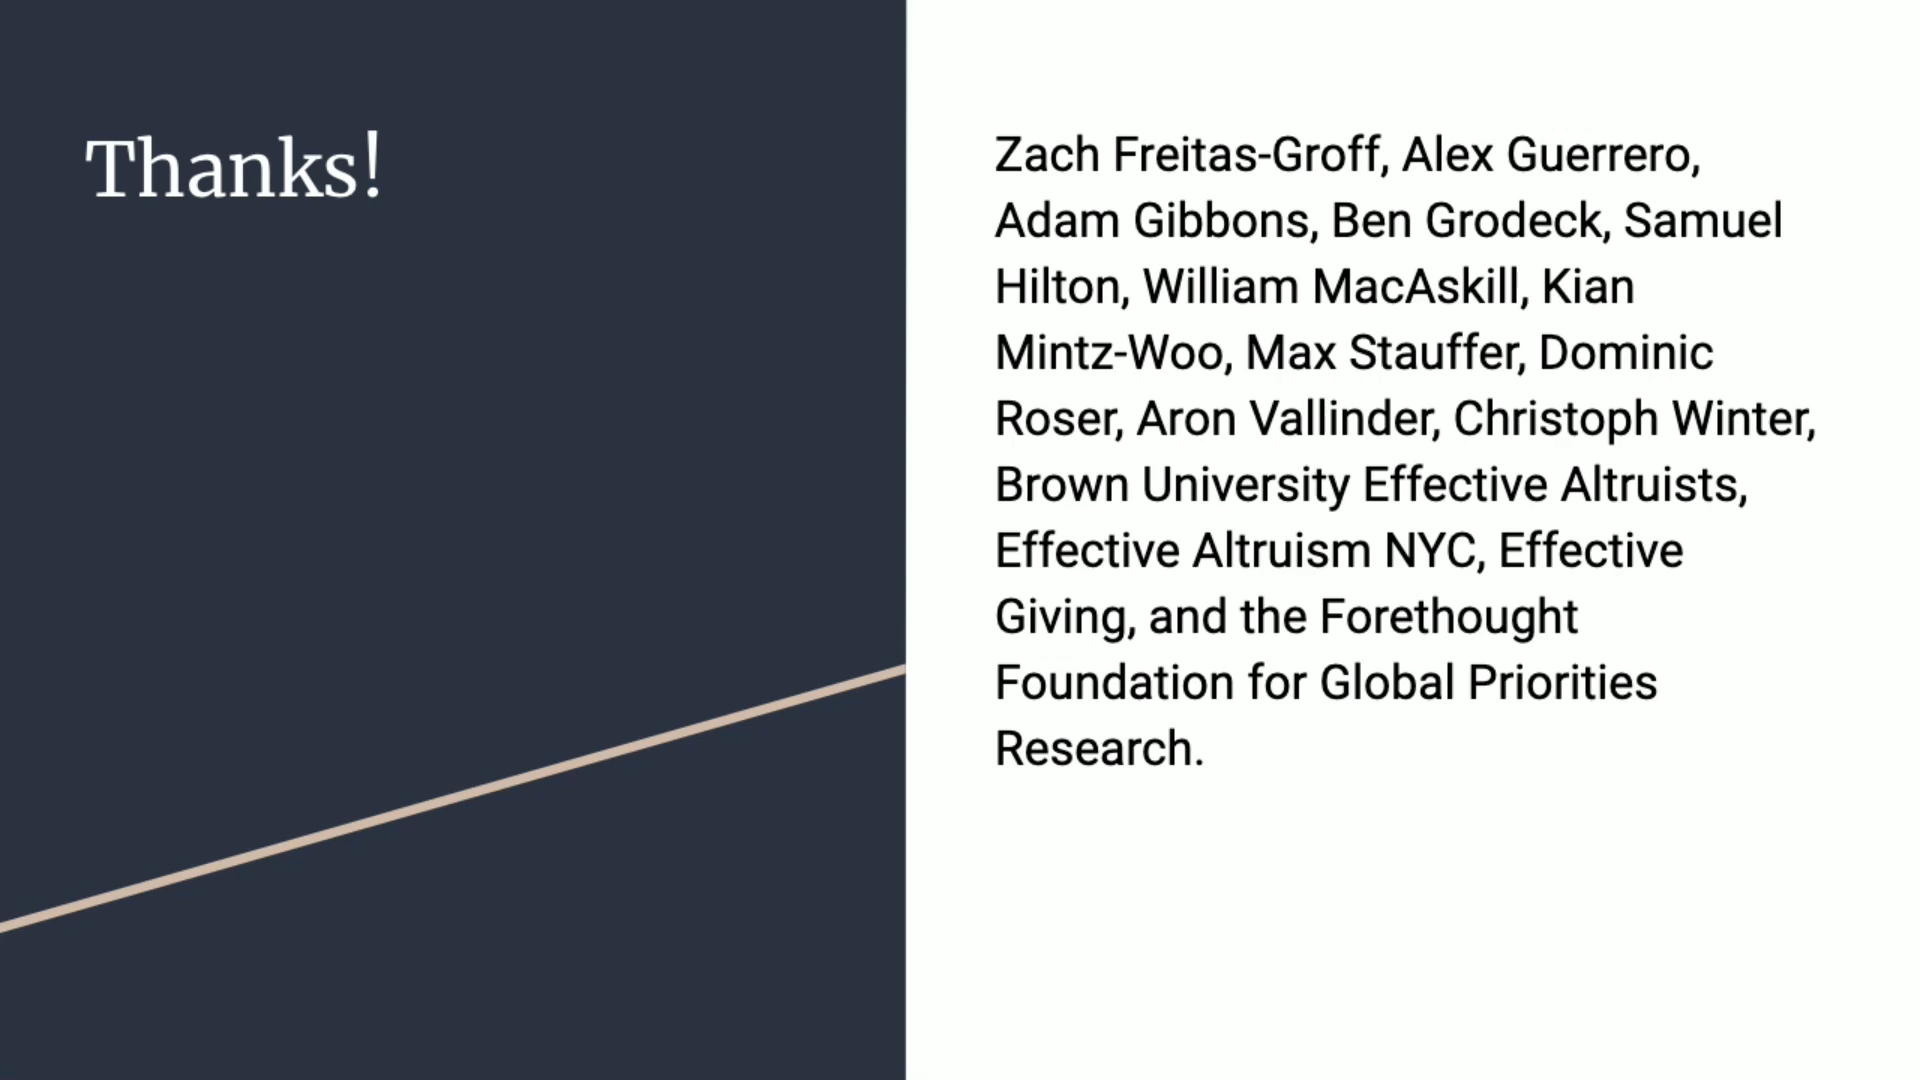 Thanks!
Zach Freitas-Groff, Alex Guerrero,
Adam Gibbons, Ben Grodeck, Samuel
Hilton, William MacAskill, Kian
Mintz-Woo, Max Stauffer, Dominic
Roser, Aron Vallinder, Christoph Winter,
Brown University Effective Altruists,
Effective Altruism NYC, Effective
Giving, and the Forethought
Foundation for Global Priorities
Research.